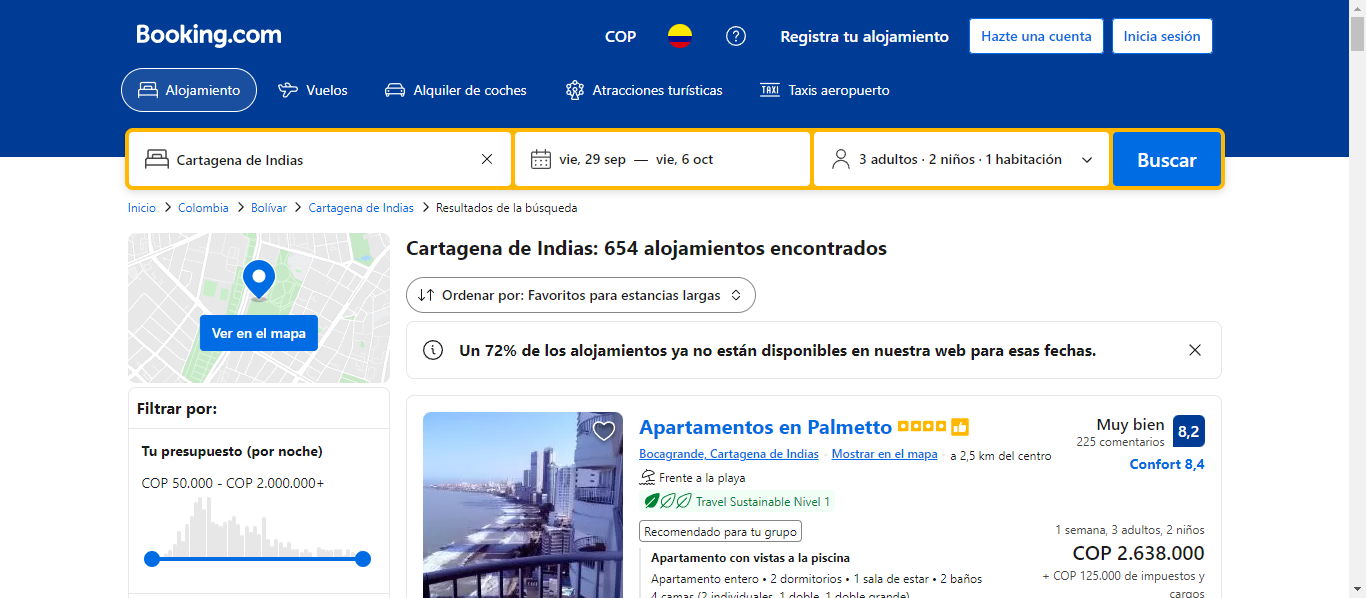 Booking.com
COP
Registra tu alojamiento
Hazte una cuenta
Inicia sesión
Alojamiento
Vuelos
Alquiler de coches
Atracciones turísticas
TAXI Taxis aeropuerto
Cartagena de Indias
vie, 29 sep — vie, 6 oct
3 adultos · 2 niños · 1 habitación
Buscar
Inicio > Colombia > Bolívar > Cartagena de Indias > Resultados de la búsqueda
Ver en el mapa
Filtrar por:
Tu presupuesto (por noche)
COP 50.000 - COP 2.000.000+
Cartagena de Indias: 654 alojamientos encontrados
Ordenar por: Favoritos para estancias largas
Un 72% de los alojamientos ya no están disponibles en nuestra web para esas fechas.
Apartamentos en Palmetto
Bocagrande, Cartagena de Indias · Mostrar en el mapa · a 2,5 km del centro
Frente a la playa
Travel Sustainable Nivel 1
Recomendado para tu grupo
Apartamento con vistas a la piscina
Apartamento entero • 2 dormitorios • 1 sala de estar • 2 baños
4 camas (2 individuales, 1 doble, 1 doble grande)
Muy bien
225 comentarios
8,2
Confort 8,4
1 semana, 3 adultos, 2 niños
COP 2.638.000
+ COP 125.000 de impuestos y
cargos